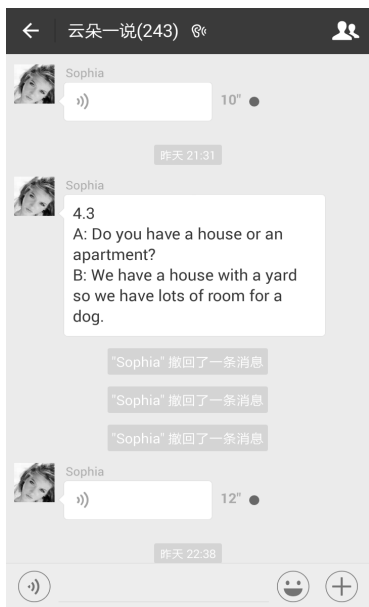 云朵一说(243)
Sophia
10"
昨天 21:31
Sophia
4.3
A: Do you have a house or an
apartment?
B: We have a house with a yard
so we have lots of room for a
dog.
"Sophia" 撤回了一条消息
"Sophia" 撤回了一条消息
"Sophia" 撤回了一条消息
Sophia
12"
昨天 22:38